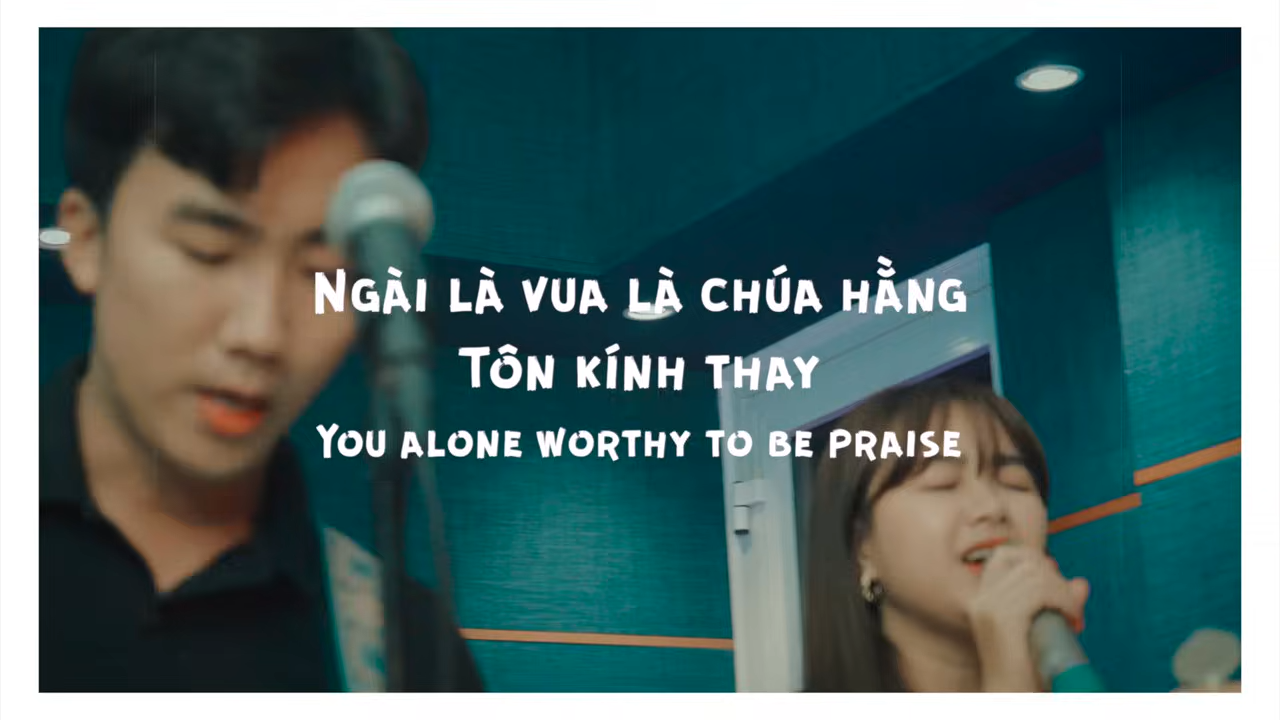 Ngài là vua là chúa hằng
Tôn kính thay
You alone worthy to be praise